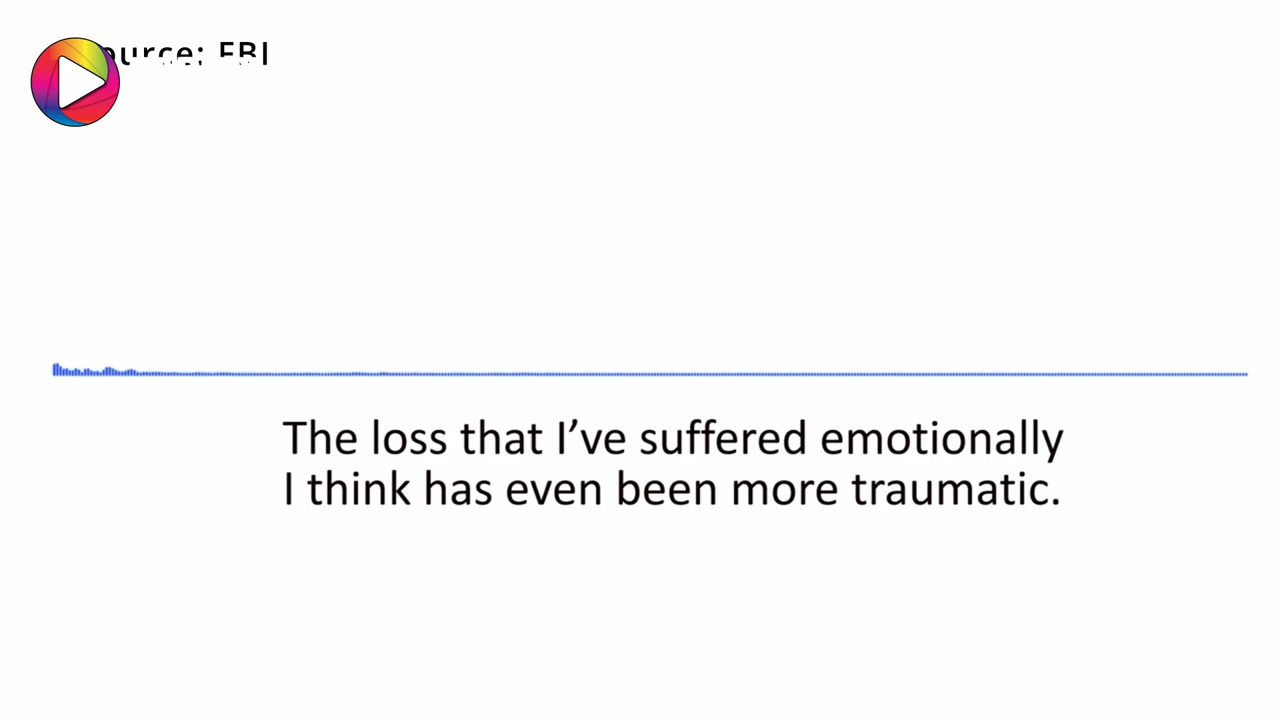 ource: FBI
The loss that I've suffered emotionally
I think has even been more traumatic.